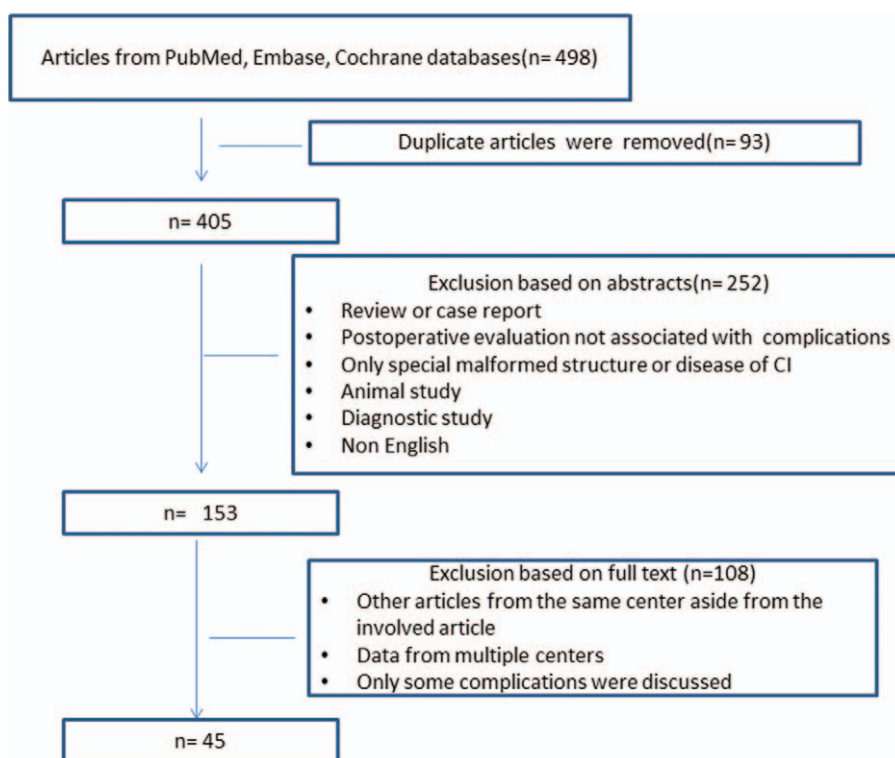 Articles from PubMed, Embase, Cochrane databases(n= 498)
Duplicate articles were removed(n= 93)
n= 405
Exclusion based on abstracts(n= 252)
• Review or case report
• Postoperative evaluation not associated with complications
• Only special malformed structure or disease of CI
• Animal study
• Diagnostic study
• Non English
n= 153
Exclusion based on full text (n=108)
• Other articles from the same center aside from the
involved article
• Data from multiple centers
• Only some complications were discussed
n= 45